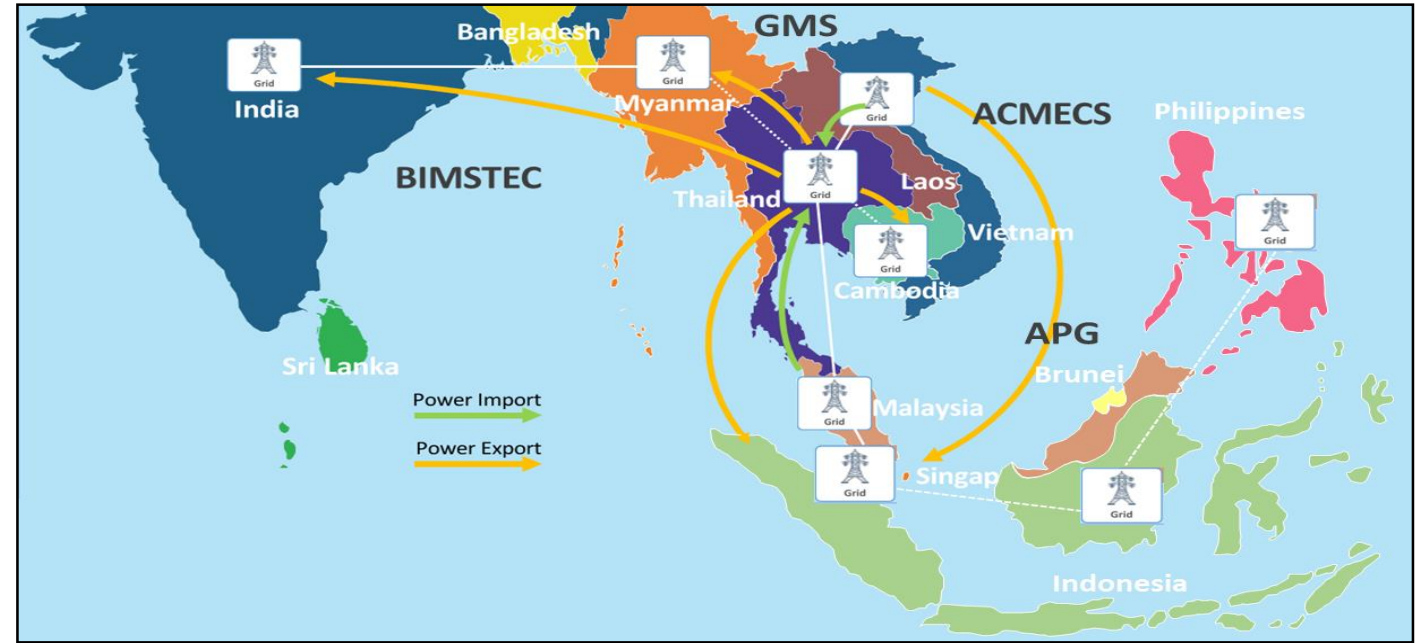 GMS
Bangladesh
Grid
India
Grid
Myanmar
Grid
ACMECS
Philippines
BIMSTEC
Grid
Thailand
Laos
Grid
Vietnam
Grid
Cambodia
APG
Sri Lanka
Brunei
Power Import
Grid
Malaysia
Power Export
Grid
Singap
Grid
Indonesia